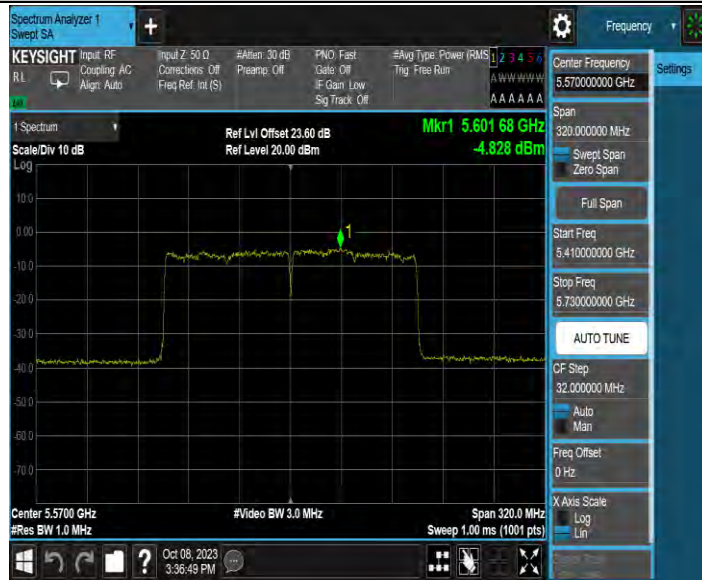 Spectrum Analyzer 1
Swept SA
Frequency
KEYSIGHT
RL
Input: RF
Coupling: AC
Align: Auto
Input Z: 50 Ω
Corrections: Off
Freq Ref: Int (S)
#Atten: 30 dB
Preamp: Off
PNO: Fast
Gate: Off
IF Gain: Low
Sig Track: Off
#Avg Type: Power (RMS
Trig: Free Run
1 2 3 4 5 6
A W W W W W
A A A A A A
Center Frequency
5.570000000 GHz
Settings
Span
320.000000 MHz
Swept Span
Zero Span
Full Span
Start Freq
5.410000000 GHz
Stop Freq
5.730000000 GHz
AUTO TUNE
CF Step
32.000000 MHz
Auto
Man
Freq Offset
0 Hz
X Axis Scale
Log
Lin
1 Spectrum
Scale/Div 10 dB
Log
Ref Lvl Offset 23.60 dB
Ref Level 20.00 dBm
Mkr1 5.601 68 GHz
-4.828 dBm
1
10.0
0.00
-10.0
-20.0
-30.0
-40.0
-50.0
-60.0
-70.0
Center 5.5700 GHz
#Res BW 1.0 MHz
#Video BW 3.0 MHz
Span 320.0 MHz
Sweep 1.00 ms (1001 pts)
?
Oct 08, 2023
3:36:49 PM